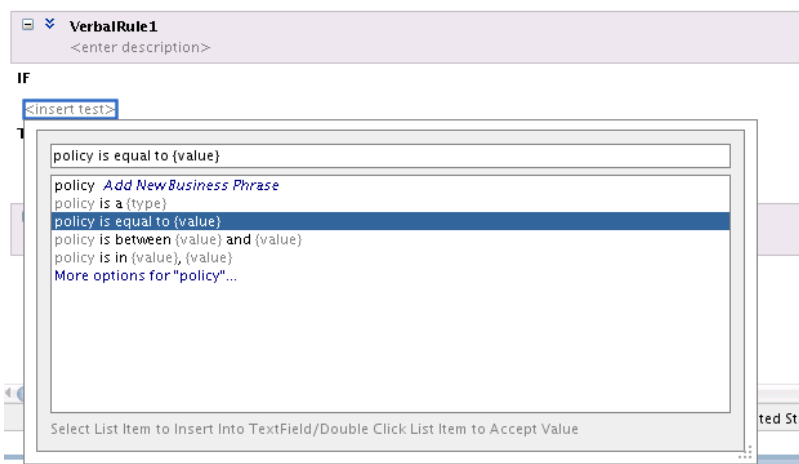 VerbalRule1
<enter description>
IF
<insert test>
T
policy is equal to {value}
policy Add New Business Phrase
policy is a {type}
policy is equal to {value}
policy is between {value} and {value}
policy is in {value}, {value}
More options for "policy"...
ted St
Select List Item to Insert Into TextField/Double Click List Item to Accept Value